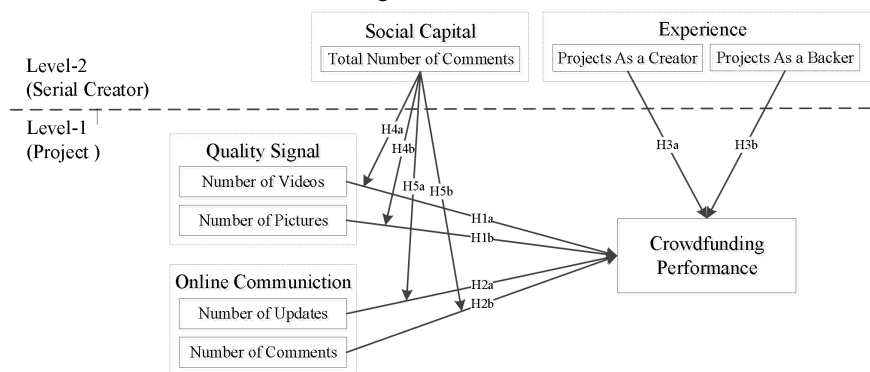 Social Capital
Total Number of Comments
Experience
Projects As a Creator
Projects As a Backer
Level-2
(Serial Creator)
Level-1
(Project )
H4a
H4b
H5a
H5b
H3a
H3b
Quality Signal
Number of Videos
Number of Pictures
H1a
H1b
Crowdfunding
Performance
Online Communiction
Number of Updates
Number of Comments
H2a
H2b